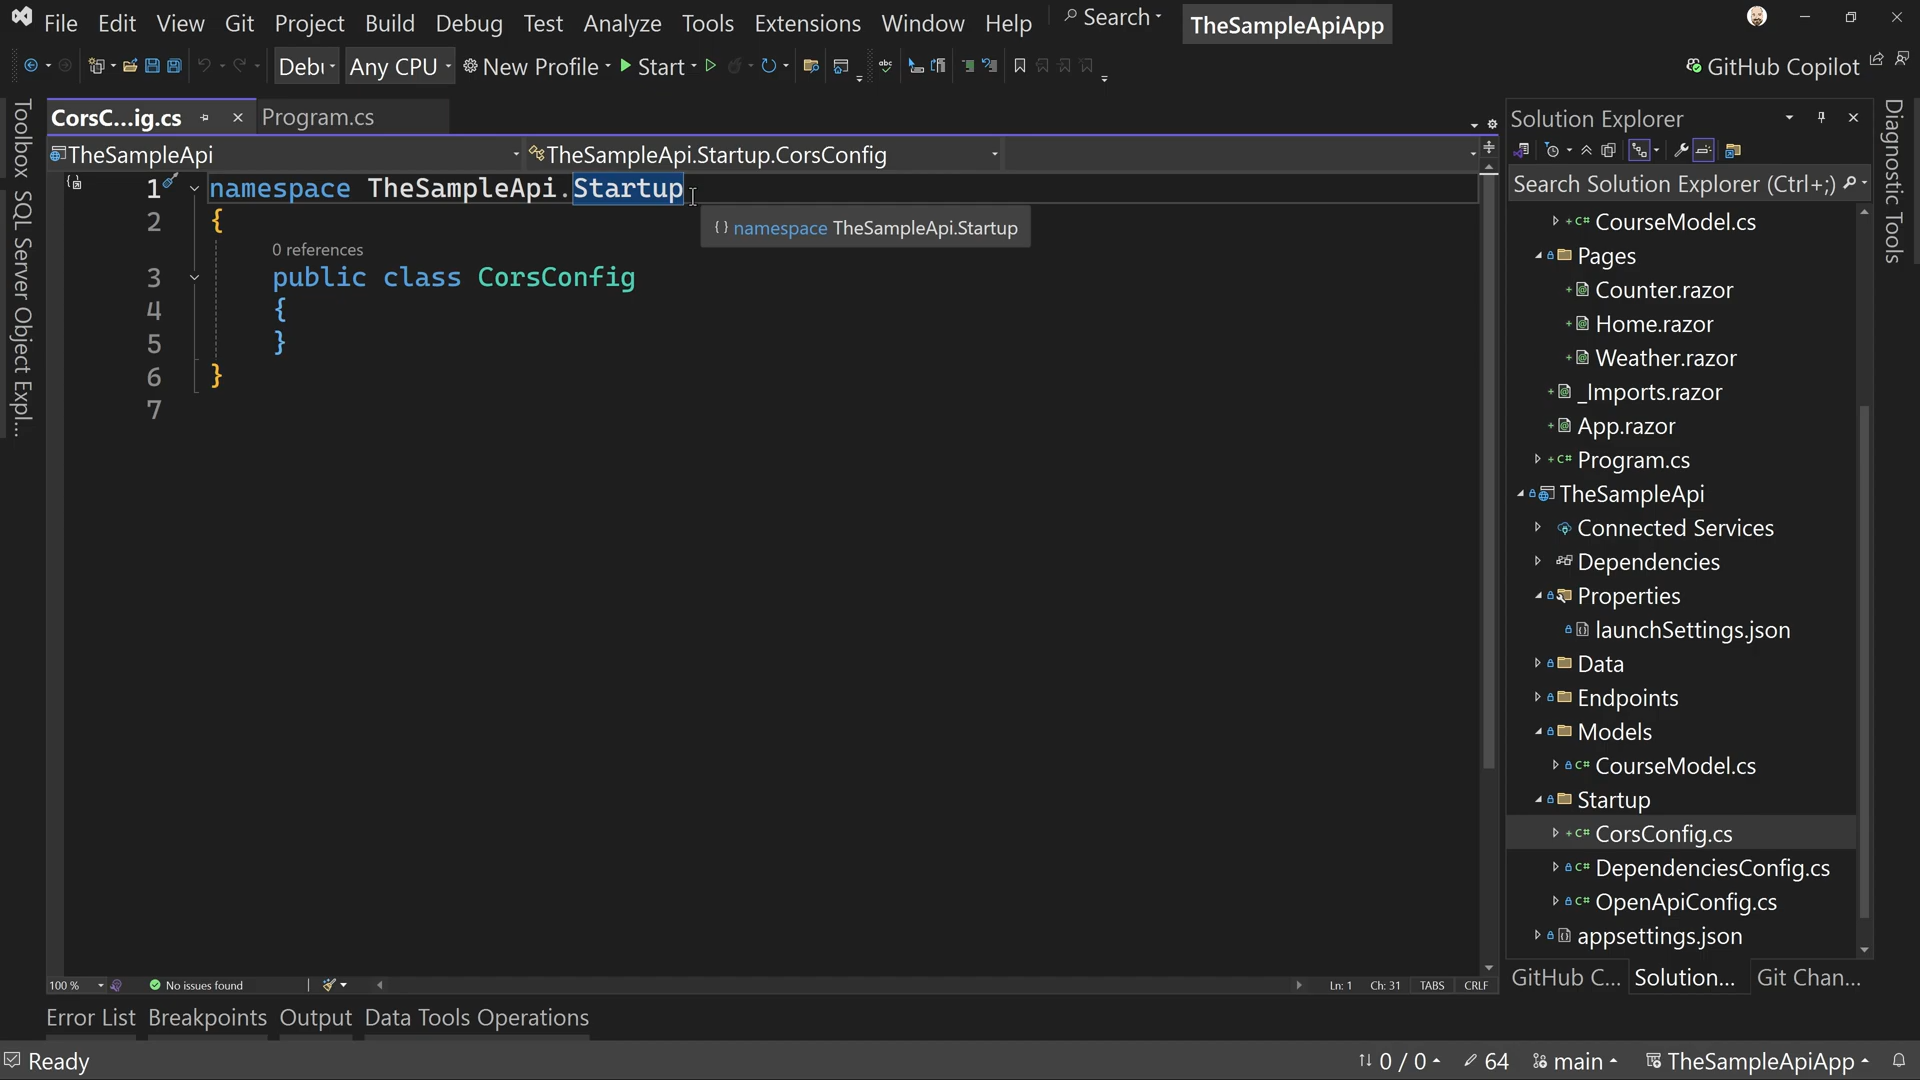 File Edit View Git Project Build Debug Test Analyze Tools Extensions Window Help Search TheSampleApiApp
Debu Any CPU New Profile Start GitHub Copilot
Toolbox
SQL Server Object Expl...
CorsC...ig.cs Program.cs
TheSampleApi TheSampleApi.Startup.CorsConfig
1 namespace TheSampleApi.Startup
2 {
{ } namespace TheSampleApi.Startup
0 references
3 public class CorsConfig
4 {
5 }
6 }
7
100 % No issues found Ln: 1 Ch: 31 TABS CRLF
Solution Explorer
Search Solution Explorer (Ctrl+;)
C# CourseModel.cs
Pages
Counter.razor
Home.razor
Weather.razor
_Imports.razor
App.razor
C# Program.cs
TheSampleApi
Connected Services
Dependencies
Properties
launchSettings.json
Data
Endpoints
Models
C# CourseModel.cs
Startup
C# CorsConfig.cs
C# DependenciesConfig.cs
C# OpenApiConfig.cs
appsettings.json
GitHub C... Solution... Git Chan...
Diagnostic Tools
Error List Breakpoints Output Data Tools Operations
Ready 0 / 0 64 main TheSampleApiApp